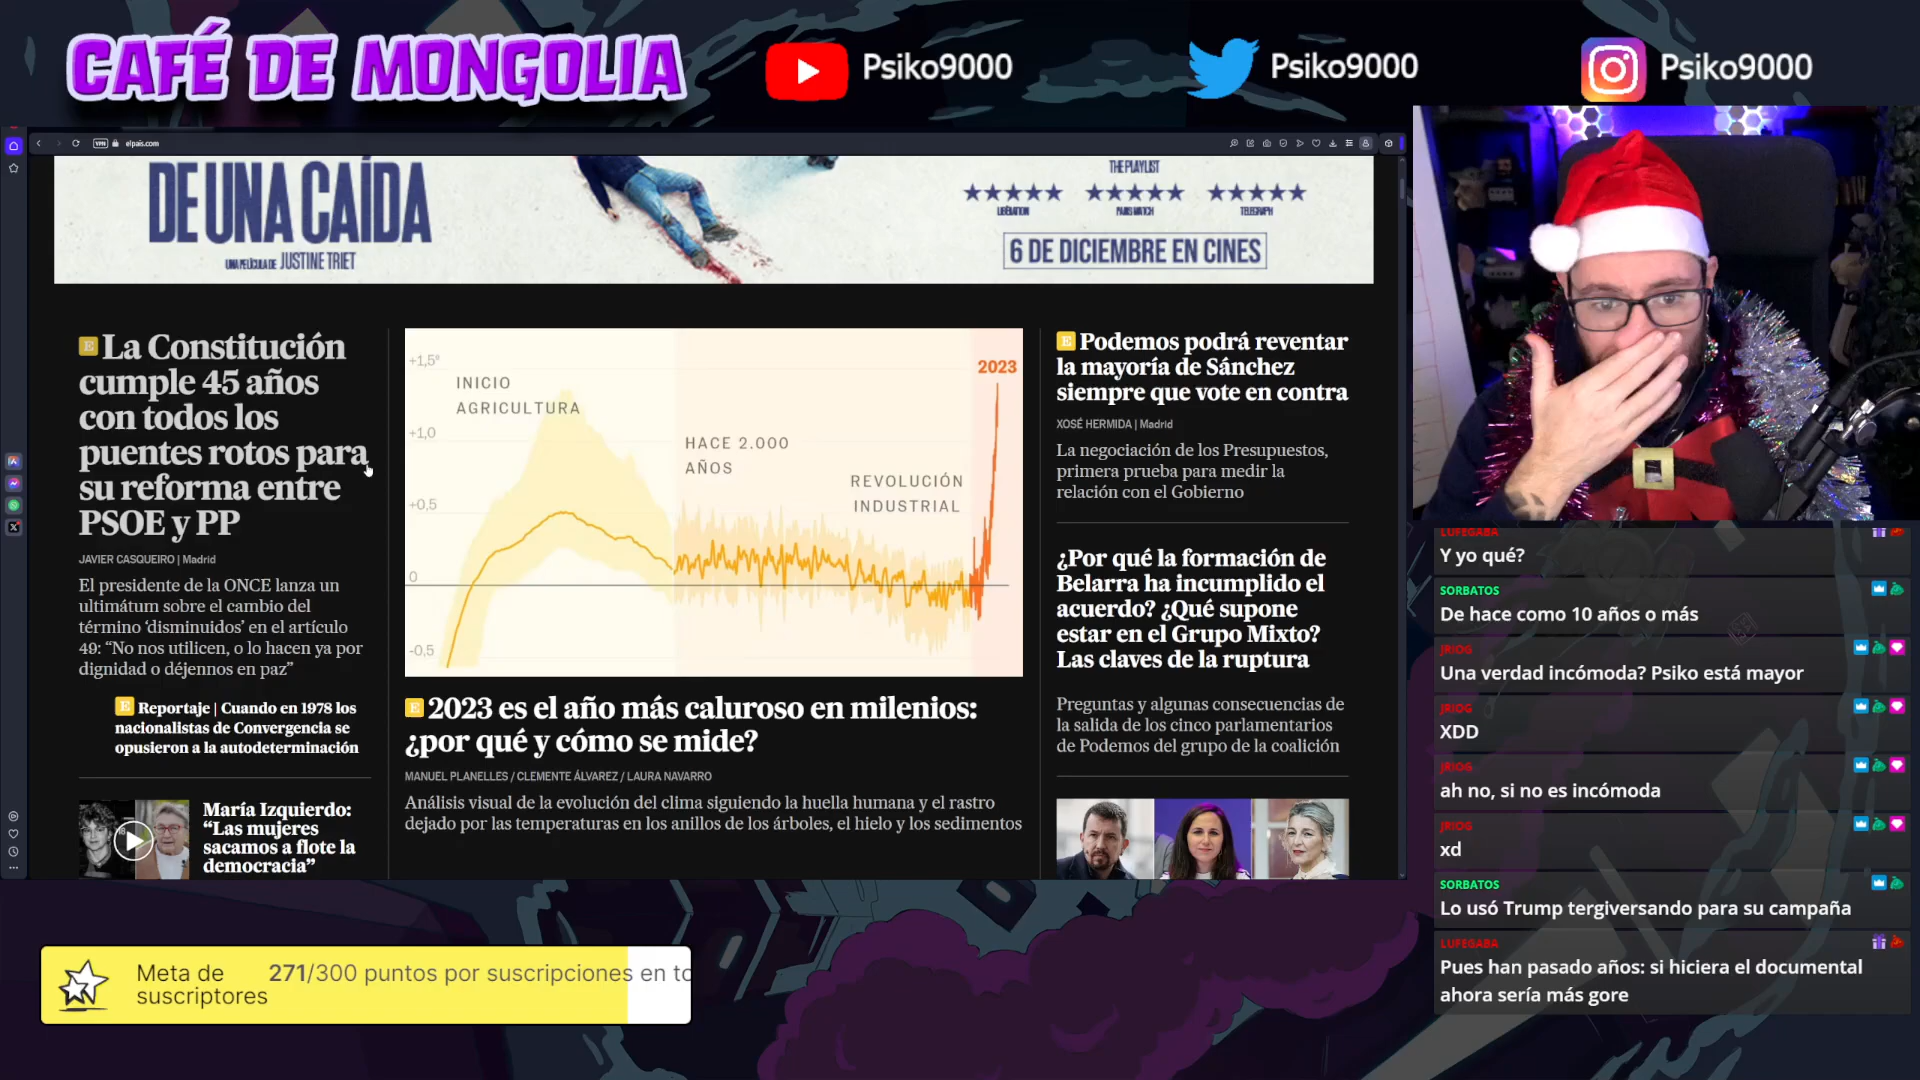 CAFÉ DE MONGOLIA
Psiko9000
Psiko9000
Psiko9000
VPN
elpais.com
DE UNA CAÍDA
UNA PELÍCULA DE JUSTINE TRIET
THE PLAYLIST
★★★★★ ★★★★★ ★★★★★
LIBÉRATION PARIS MATCH TELEGRAPH
6 DE DICIEMBRE EN CINES
E La Constitución
cumple 45 años
con todos los
puentes rotos para
su reforma entre
PSOE y PP
JAVIER CASQUEIRO | Madrid
El presidente de la ONCE lanza un
ultimátum sobre el cambio del
término ‘disminuidos’ en el artículo
49: “No nos utilicen, o lo hacen ya por
dignidad o déjennos en paz”
E Reportaje | Cuando en 1978 los
nacionalistas de Convergencia se
opusieron a la autodeterminación
María Izquierdo:
“Las mujeres
sacamos a flote la
democracia”
+1,5°
+1,0
+0,5
0
-0,5
INICIO
AGRICULTURA
HACE 2.000
AÑOS
REVOLUCIÓN
INDUSTRIAL
2023
E 2023 es el año más caluroso en milenios:
¿por qué y cómo se mide?
MANUEL PLANELLES / CLEMENTE ÁLVAREZ / LAURA NAVARRO
Análisis visual de la evolución del clima siguiendo la huella humana y el rastro
dejado por las temperaturas en los anillos de los árboles, el hielo y los sedimentos
E Podemos podrá reventar
la mayoría de Sánchez
siempre que vote en contra
XOSÉ HERMIDA | Madrid
La negociación de los Presupuestos,
primera prueba para medir la
relación con el Gobierno
¿Por qué la formación de
Belarra ha incumplido el
acuerdo? ¿Qué supone
estar en el Grupo Mixto?
Las claves de la ruptura
Preguntas y algunas consecuencias de
la salida de los cinco parlamentarios
de Podemos del grupo de la coalición
LUFEGABA
Y yo qué?
SORBATOS
De hace como 10 años o más
JRIOG
Una verdad incómoda? Psiko está mayor
JRIOG
XDD
JRIOG
ah no, si no es incómoda
JRIOG
xd
SORBATOS
Lo usó Trump tergiversando para su campaña
LUFEGABA
Pues han pasado años: si hiciera el documental
ahora sería más gore
Meta de
suscriptores
271/300 puntos por suscripciones en to